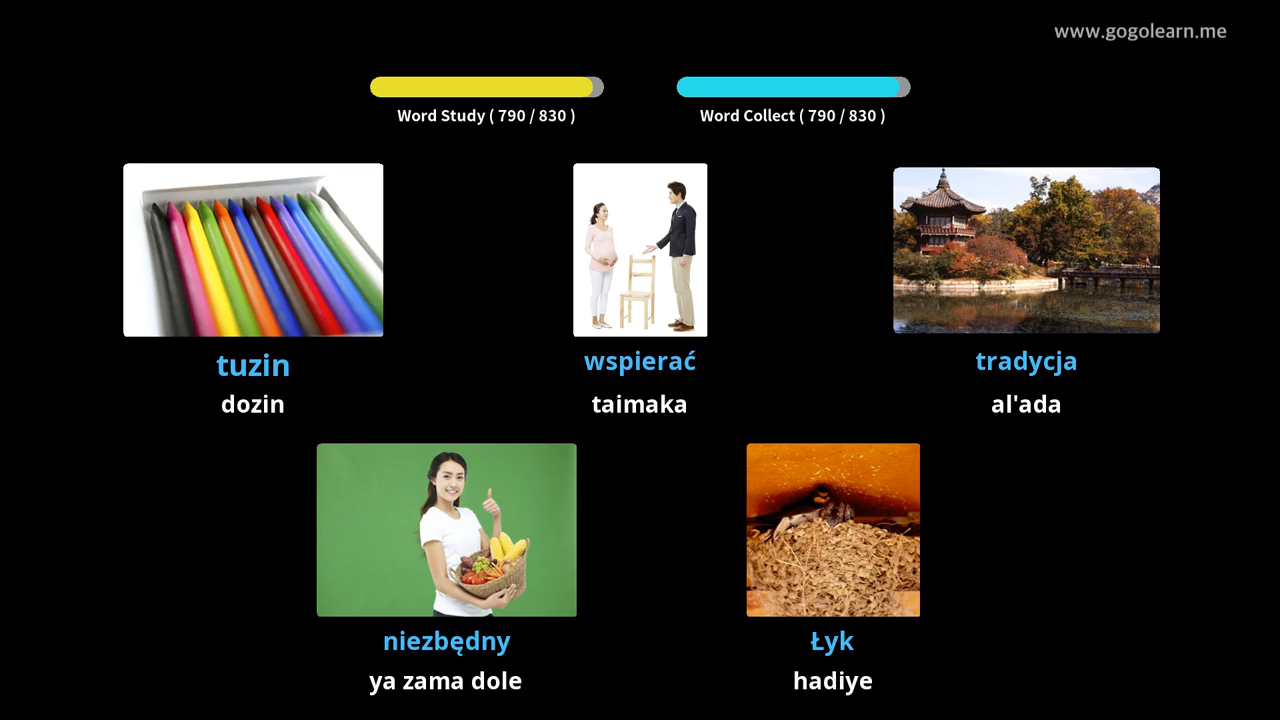 www.gogolearn.me
Word Study ( 790 / 830 )
Word Collect ( 790 / 830 )
tuzin
dozin
wspierać
taimaka
tradycja
al'ada
niezbędny
ya zama dole
Łyk
hadiye